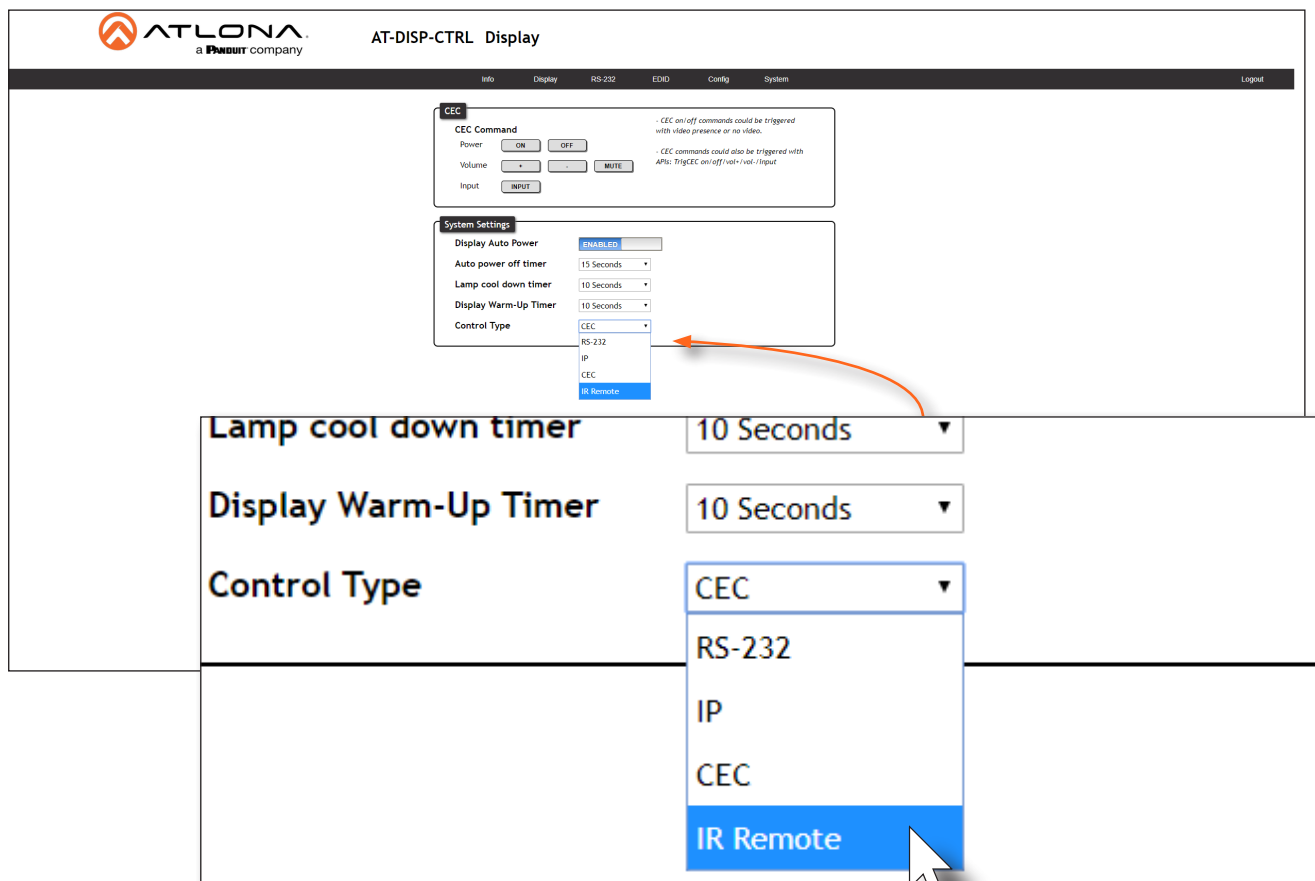 ATLONA.
a PANDUIT company
AT-DISP-CTRL Display
Info Display RS-232 EDID Config System Logout
CEC
CEC Command
Power ON OFF
Volume + - MUTE
Input INPUT
- CEC on/off commands could be triggered
with video presence or no video.
- CEC commands could also be triggered with
APIs: TrigCEC on/off/vol+/vol-/input
System Settings
Display Auto Power ENABLED
Auto power off timer 15 Seconds
Lamp cool down timer 10 Seconds
Display Warm-Up Timer 10 Seconds
Control Type CEC
RS-232
IP
CEC
IR Remote
Lamp cool down timer 10 Seconds
Display Warm-Up Timer 10 Seconds
Control Type CEC
RS-232
IP
CEC
IR Remote